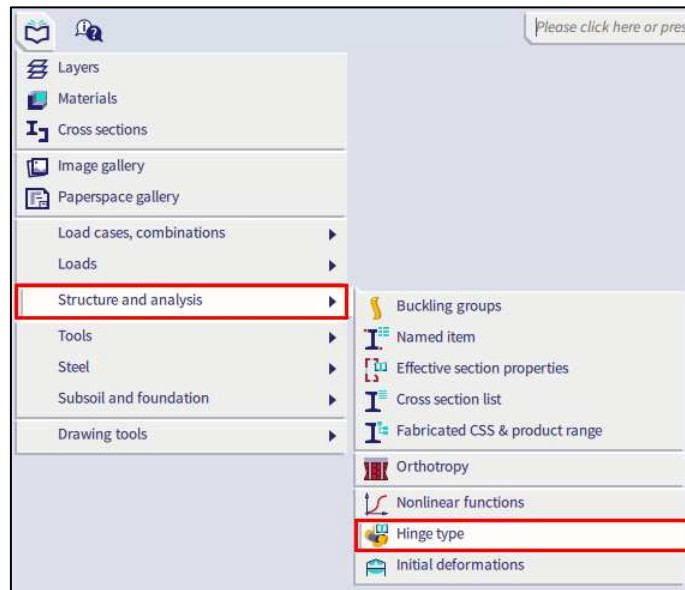 Please click here or pres
Layers
Materials
Cross sections
Image gallery
Paperspace gallery
Load cases, combinations
Loads
Structure and analysis
Tools
Steel
Subsoil and foundation
Drawing tools
Buckling groups
Named item
Effective section properties
Cross section list
Fabricated CSS & product range
Orthotropy
Nonlinear functions
Hinge type
Initial deformations